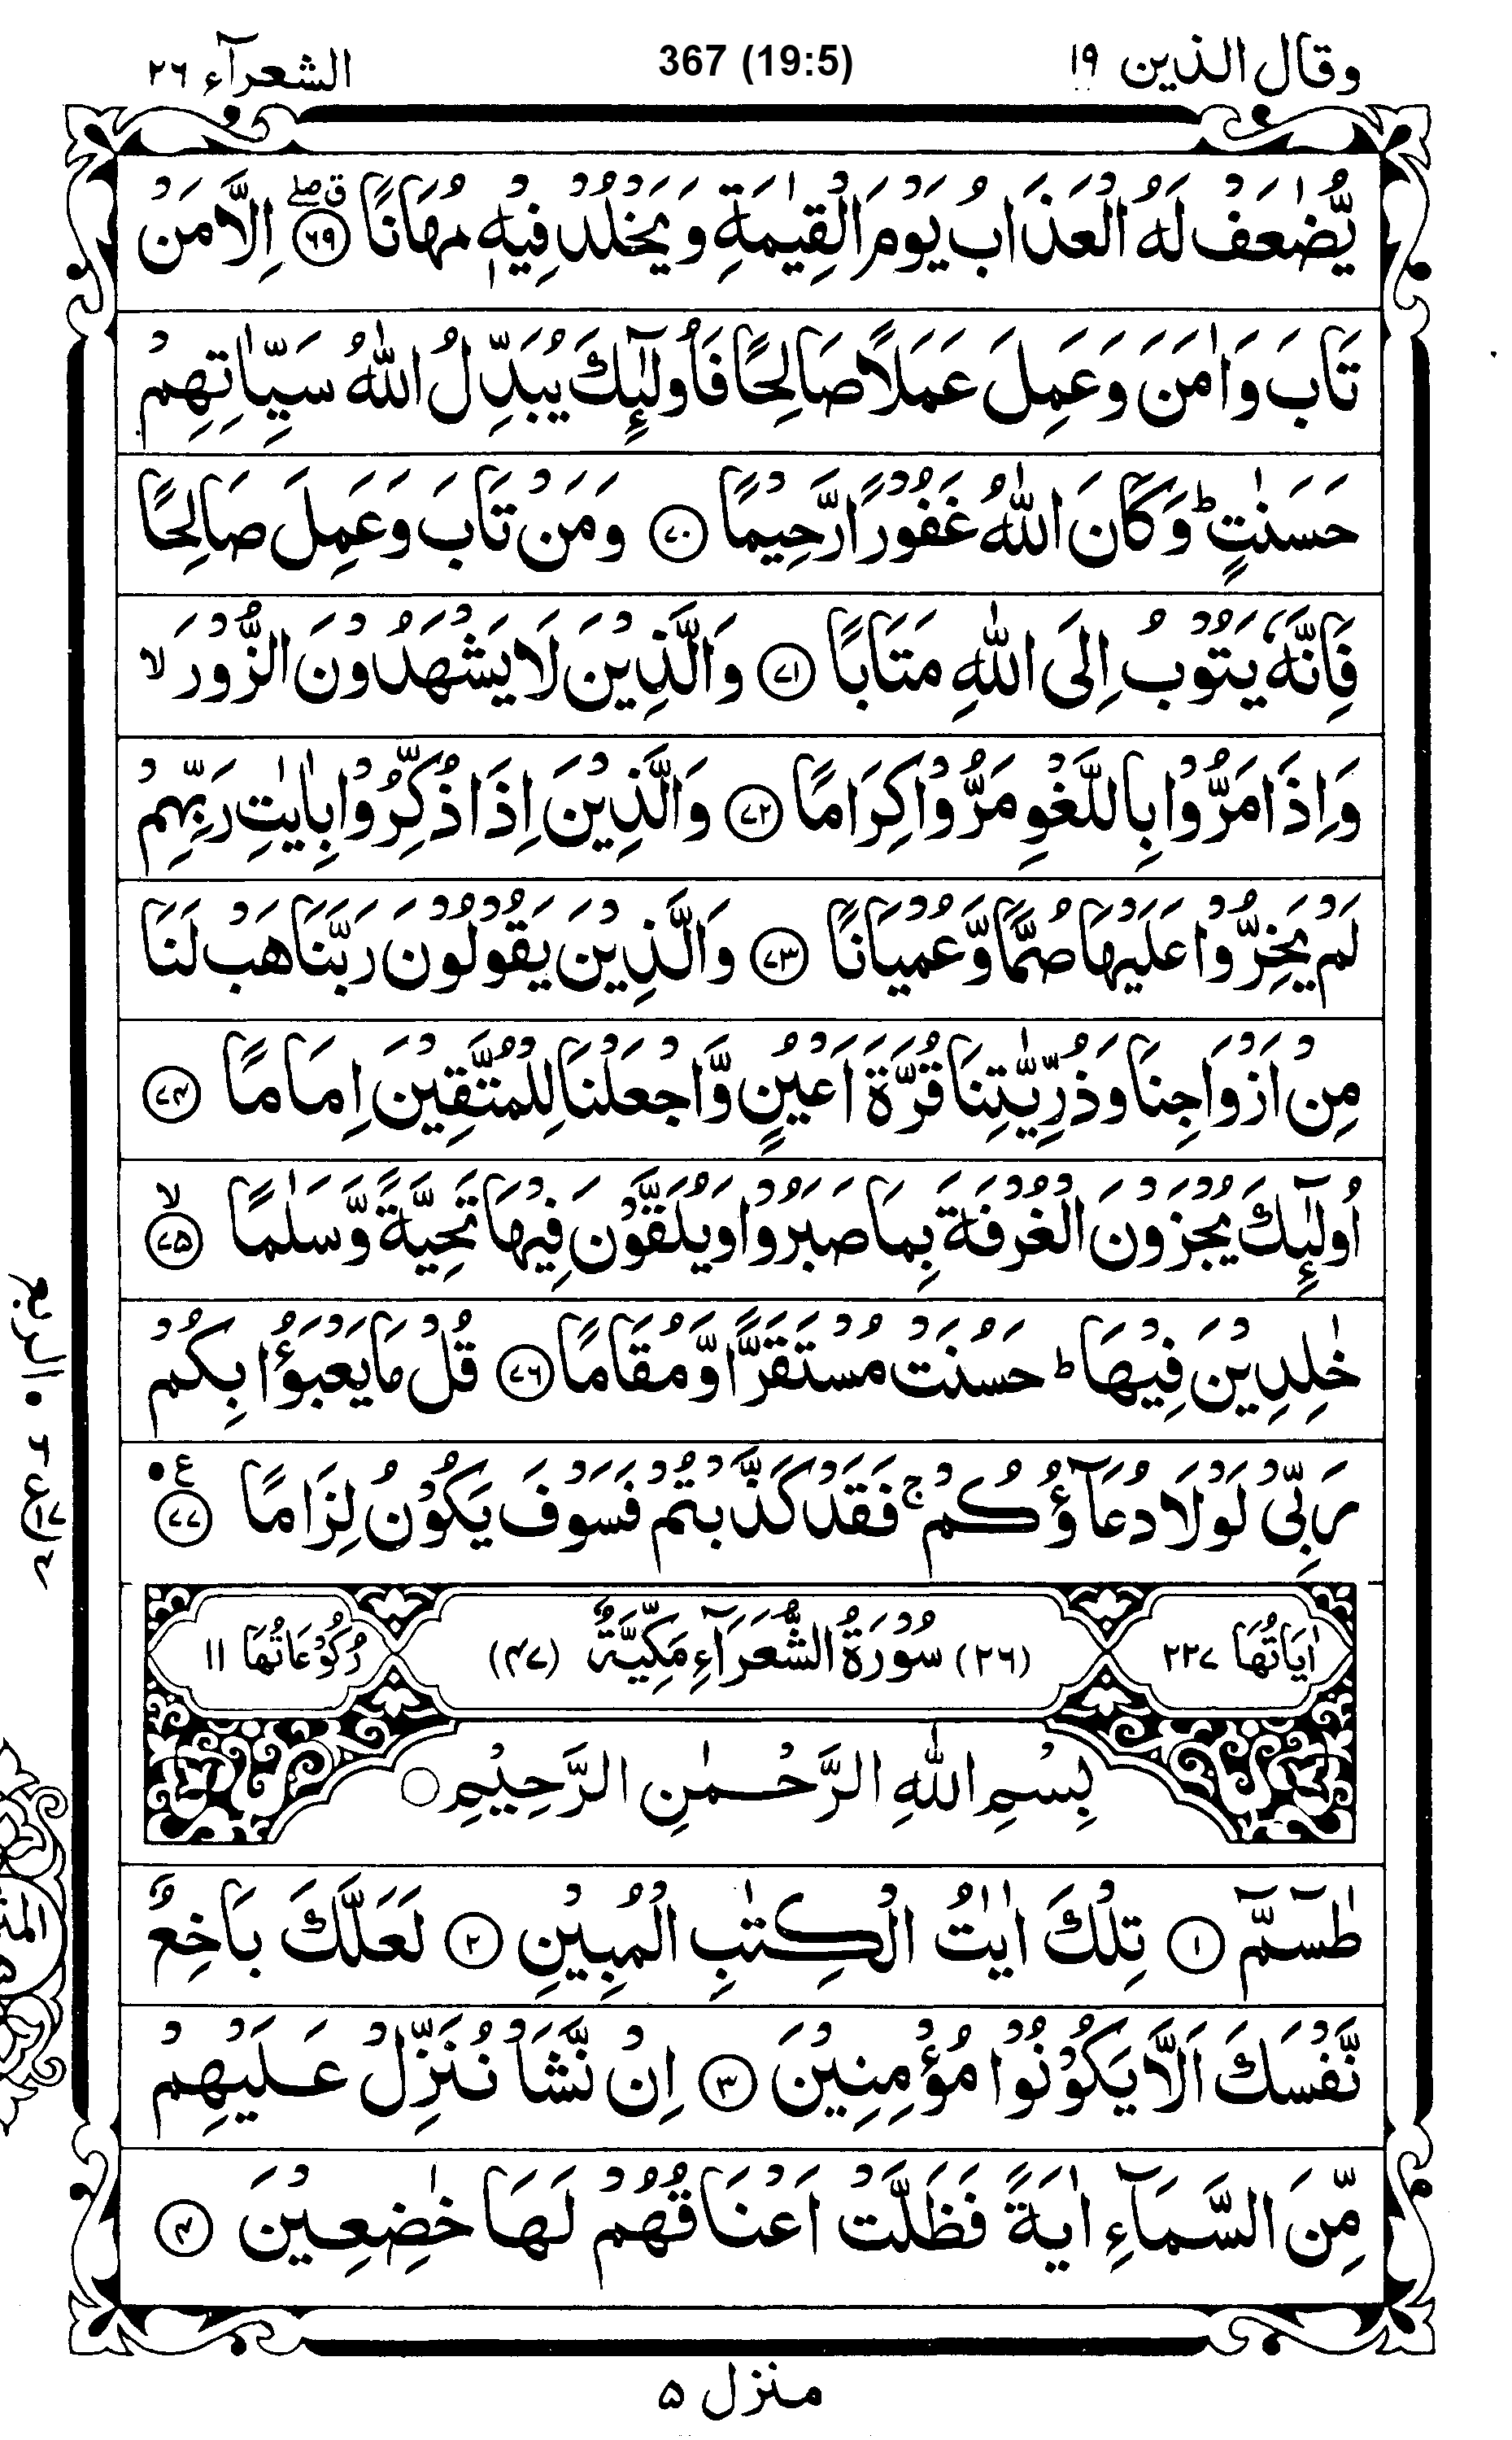 وقال الذين ١٩
367 (19:5)
الشعرآء ٢٦
يُّضٰعَفْ لَهُ الْعَذَابُ يَوْمَ الْقِيٰمَةِ وَيَخْلُدْ فِيْهٖ مُهَانًا ۝٦٩ ق صلے اِلَّا مَنْ
تَابَ وَاٰمَنَ وَعَمِلَ عَمَلًا صَالِحًا فَاُولٰٓئِكَ يُبَدِّلُ اللّٰهُ سَيِّاٰتِهِمْ
حَسَنٰتٍ ؕ وَكَانَ اللّٰهُ غَفُوْرًا رَّحِيْمًا ۝٧٠ وَمَنْ تَابَ وَعَمِلَ صَالِحًا
فَاِنَّهٗ يَتُوْبُ اِلَى اللّٰهِ مَتَابًا ۝٧١ وَالَّذِيْنَ لَا يَشْهَدُوْنَ الزُّوْرَ ۙ
وَاِذَا مَرُّوْا بِاللَّغْوِ مَرُّوْا كِرَامًا ۝٧٢ وَالَّذِيْنَ اِذَا ذُكِّرُوْا بِاٰيٰتِ رَبِّهِمْ
لَمْ يَخِرُّوْا عَلَيْهَا صُمًّا وَّعُمْيَانًا ۝٧٣ وَالَّذِيْنَ يَقُوْلُوْنَ رَبَّنَا هَبْ لَنَا
مِنْ اَزْوَاجِنَا وَذُرِّيّٰتِنَا قُرَّةَ اَعْيُنٍ وَّاجْعَلْنَا لِلْمُتَّقِيْنَ اِمَامًا ۝٧٤
اُولٰٓئِكَ يُجْزَوْنَ الْغُرْفَةَ بِمَا صَبَرُوْا وَيُلَقَّوْنَ فِيْهَا تَحِيَّةً وَّسَلٰمًا ۝٧٥ ۙ
خٰلِدِيْنَ فِيْهَا ؕ حَسُنَتْ مُسْتَقَرًّا وَّمُقَامًا ۝٧٦ قُلْ مَا يَعْبَؤُا بِكُمْ
رَبِّيْ لَوْلَا دُعَآؤُكُمْ ۚ فَقَدْ كَذَّبْتُمْ فَسَوْفَ يَكُوْنُ لِزَامًا ۝٧٧ ع
اٰيَاتُهَا ٢٢٧ (٢٦) سُوْرَةُ الشُّعَرَآءِ مَكِّيَّةٌ (٤٧) رُكُوْعَاتُهَا ١١
بِسْمِ اللّٰهِ الرَّحْمٰنِ الرَّحِيْمِ
طٰسٓمّٓ ۝١ تِلْكَ اٰيٰتُ الْكِتٰبِ الْمُبِيْنِ ۝٢ لَعَلَّكَ بَاخِعٌ
نَّفْسَكَ اَلَّا يَكُوْنُوْا مُؤْمِنِيْنَ ۝٣ اِنْ نَّشَاْ نُنَزِّلْ عَلَيْهِمْ
مِّنَ السَّمَآءِ اٰيَةً فَظَلَّتْ اَعْنَاقُهُمْ لَهَا خٰضِعِيْنَ ۝٤
منزل ٥
الربع